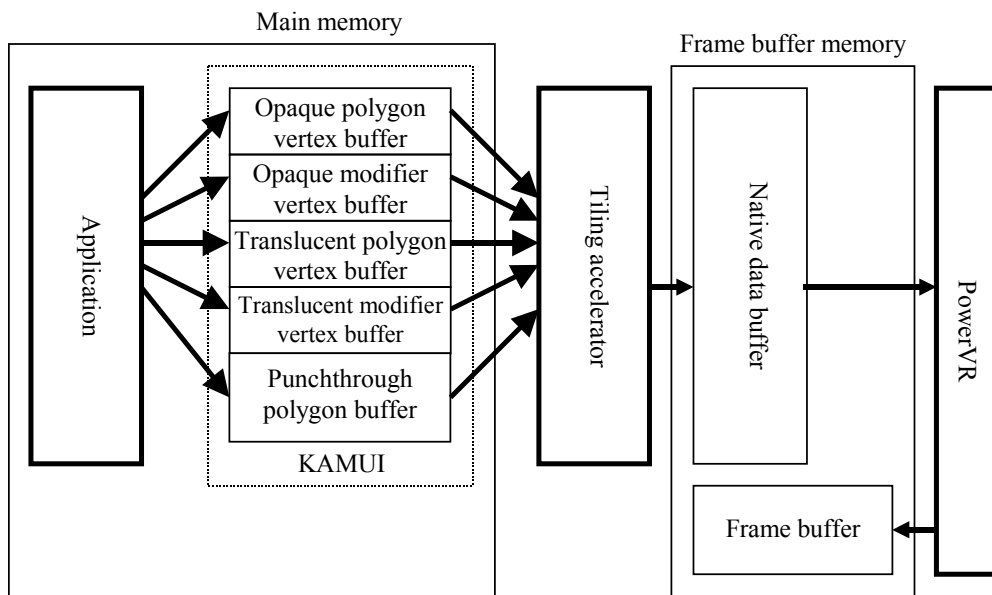 Main memory
Frame buffer memory
Application
Opaque polygon
vertex buffer
Opaque modifier
vertex buffer
Translucent polygon
vertex buffer
Translucent modifier
vertex buffer
Punchthrough
polygon buffer
KAMUI
Tiling accelerator
Native data buffer
Frame buffer
PowerVR